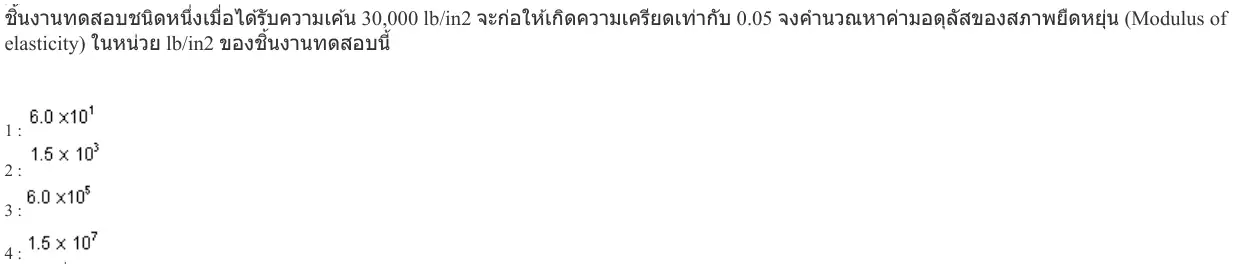 ชิ้นงานทดสอบชนิดหนึ่งเมื่อได้รับความเค้น 30,000 lb/in2 จะก่อให้เกิดความเครียดเท่ากับ 0.05 จงคำนวณหาค่ามอดุลัสของสภาพยืดหยุ่น (Modulus of
elasticity) ในหน่วย lb/in2 ของชิ้นงานทดสอบนี้
1 : 6.0 ×10¹
2 : 1.5 × 10³
3 : 6.0 ×10⁵
4 : 1.5 × 10⁷